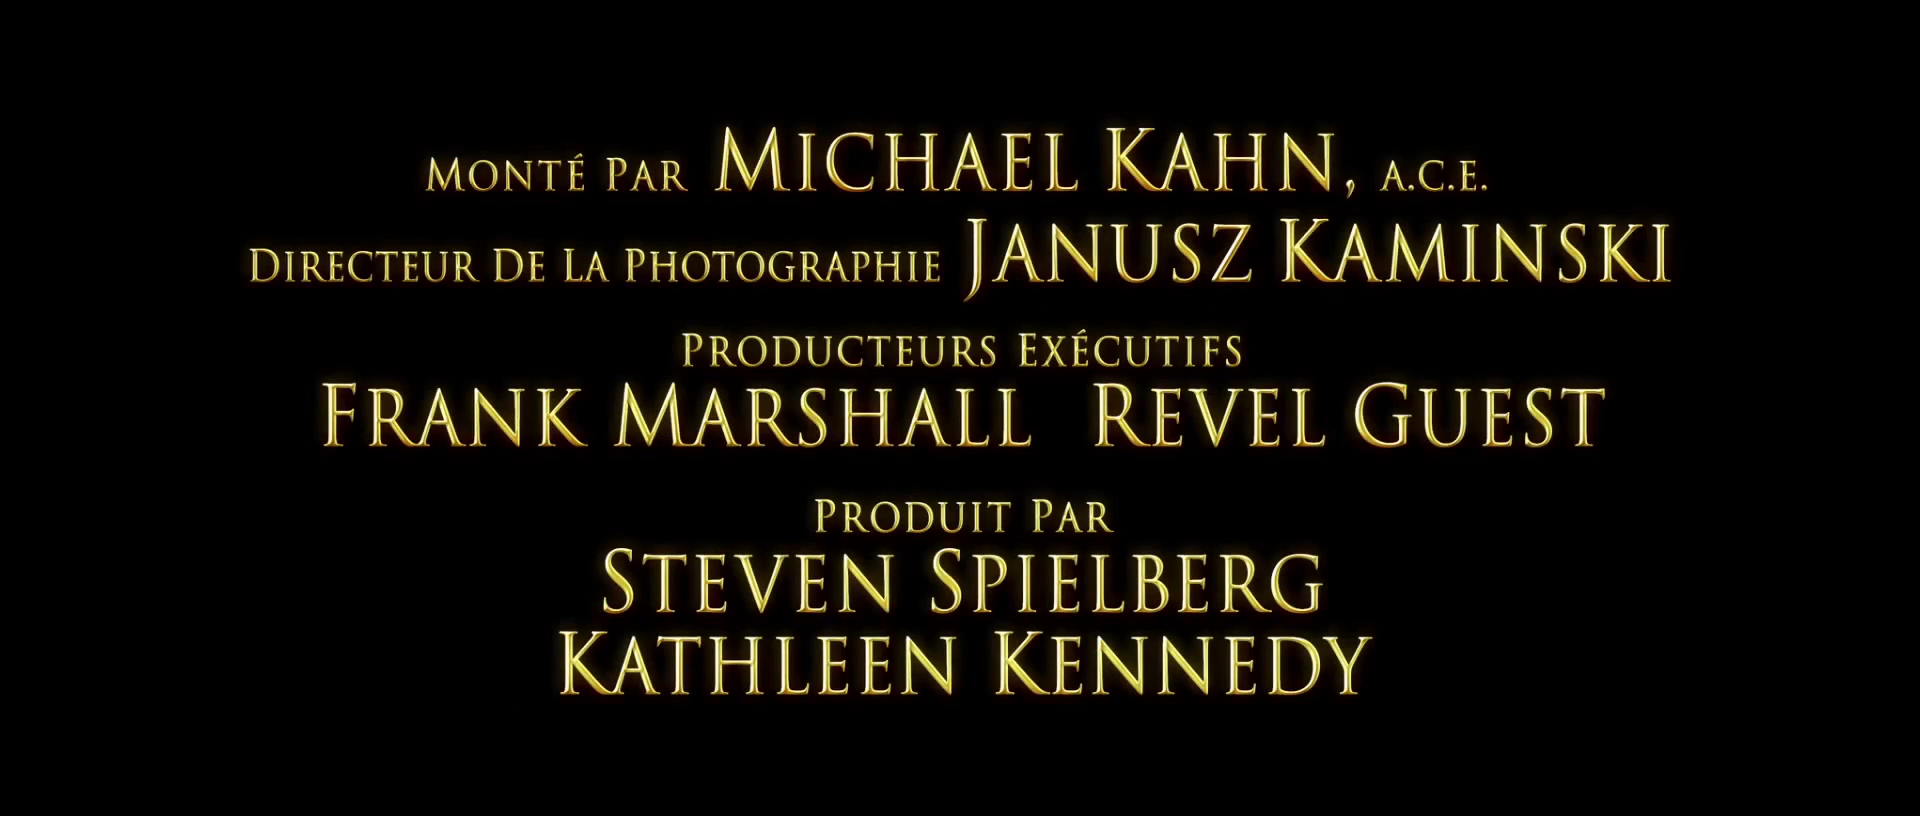 Monté Par Michael Kahn, A.C.E.
Directeur De La Photographie Janusz Kaminski
Producteurs Exécutifs
Frank Marshall Revel Guest
Produit Par
Steven Spielberg
Kathleen Kennedy